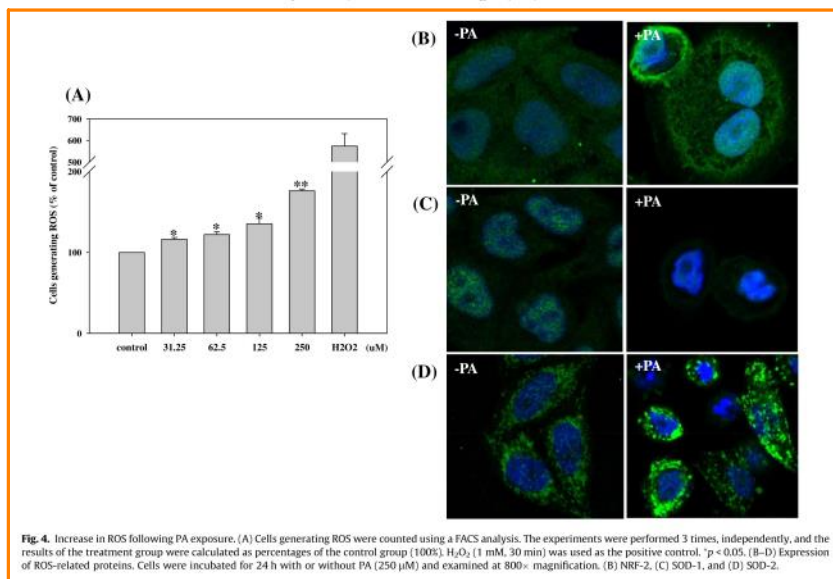 (A)
Cells generating ROS (% of control)
700
600
500
200
100
0
*
*
*
**
control 31.25 62.5 125 250 H2O2 (uM)
(B)
-PA
+PA
(C)
-PA
+PA
(D)
-PA
+PA
Fig. 4. Increase in ROS following PA exposure. (A) Cells generating ROS were counted using a FACS analysis. The experiments were performed 3 times, independently, and the
results of the treatment group were calculated as percentages of the control group (100%). H₂O₂ (1 mM, 30 min) was used as the positive control. *p < 0.05. (B–D) Expression
of ROS-related proteins. Cells were incubated for 24 h with or without PA (250 μM) and examined at 800× magnification. (B) NRF-2, (C) SOD-1, and (D) SOD-2.